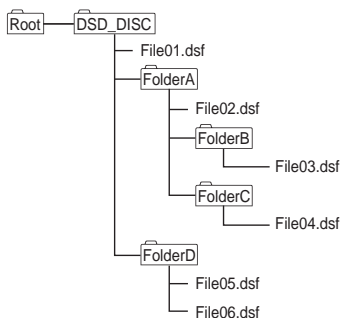 Root DSD_DISC
File01.dsf
FolderA
File02.dsf
FolderB
File03.dsf
FolderC
File04.dsf
FolderD
File05.dsf
File06.dsf